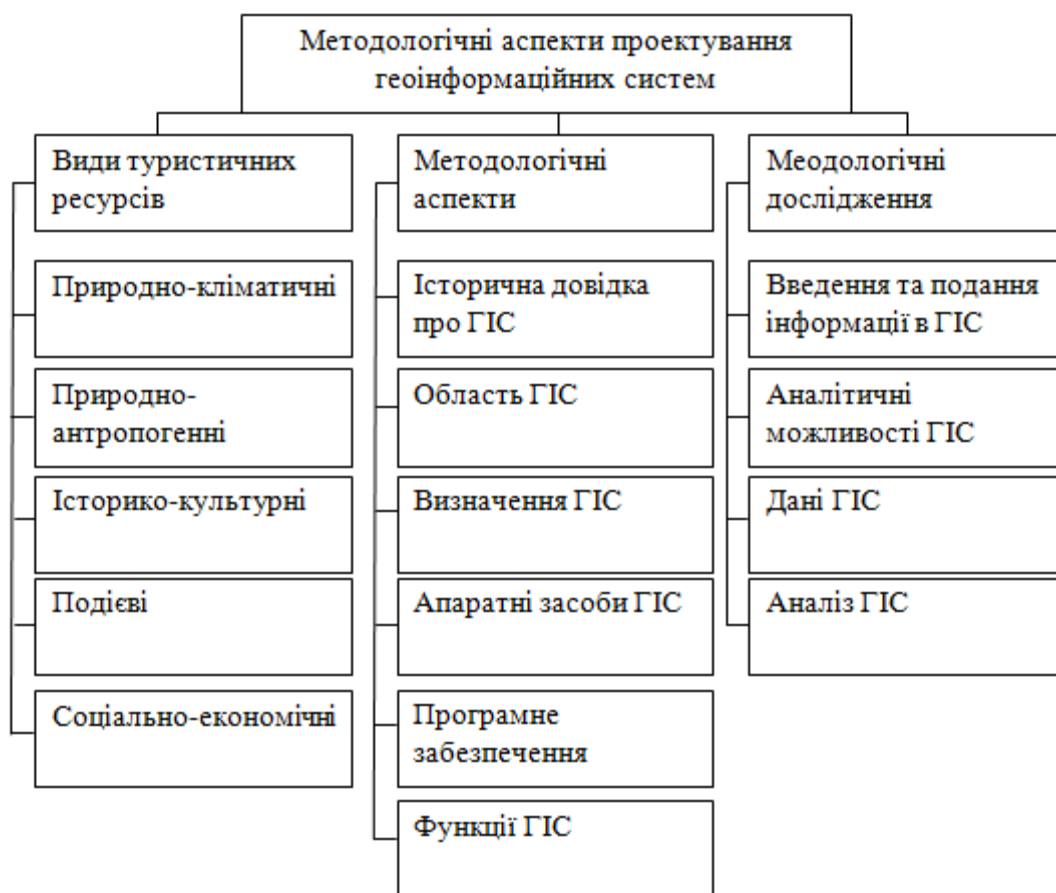 Методологічні аспекти проектування
геоінформаційних систем
Види туристичних
ресурсів
Природно-кліматичні
Природно-
антропогенні
Історико-культурні
Подієві
Соціально-економічні
Методологічні
аспекти
Історична довідка
про ГІС
Область ГІС
Визначення ГІС
Апаратні засоби ГІС
Програмне
забезпечення
Функції ГІС
Меодологічні
дослідження
Введення та подання
інформації в ГІС
Аналітичні
можливості ГІС
Дані ГІС
Аналіз ГІС